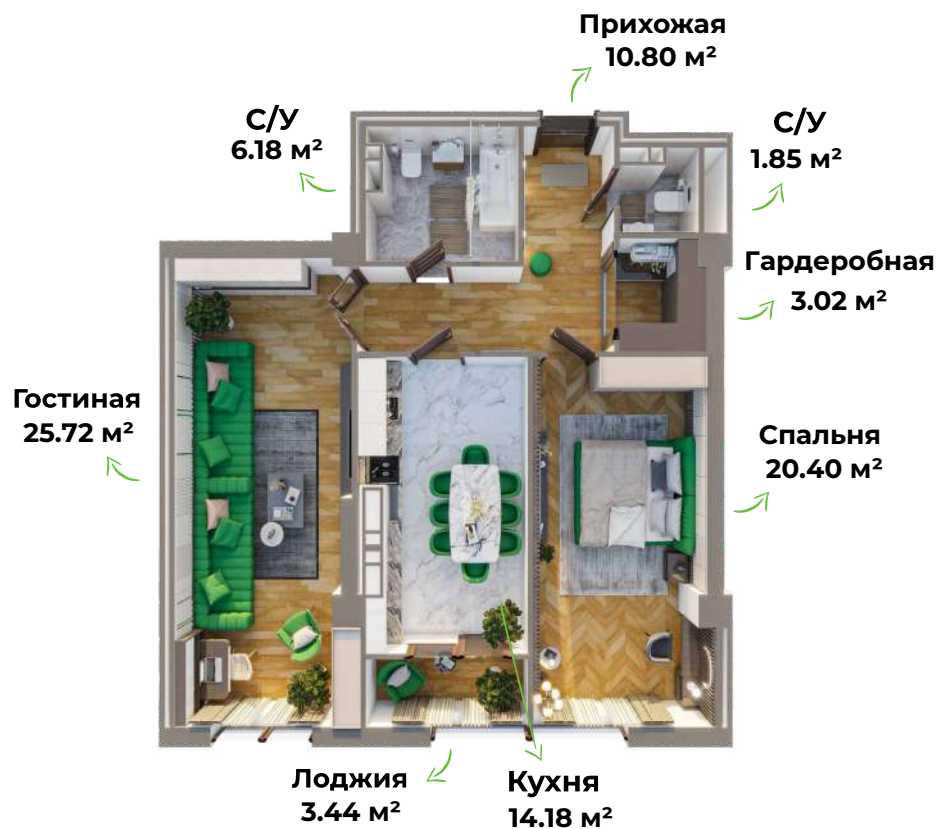 Прихожая
10.80 м²
С/У
6.18 м²
С/У
1.85 м²
Гардеробная
3.02 м²
Гостиная
25.72 м²
Спальня
20.40 м²
Лоджия
3.44 м²
Кухня
14.18 м²